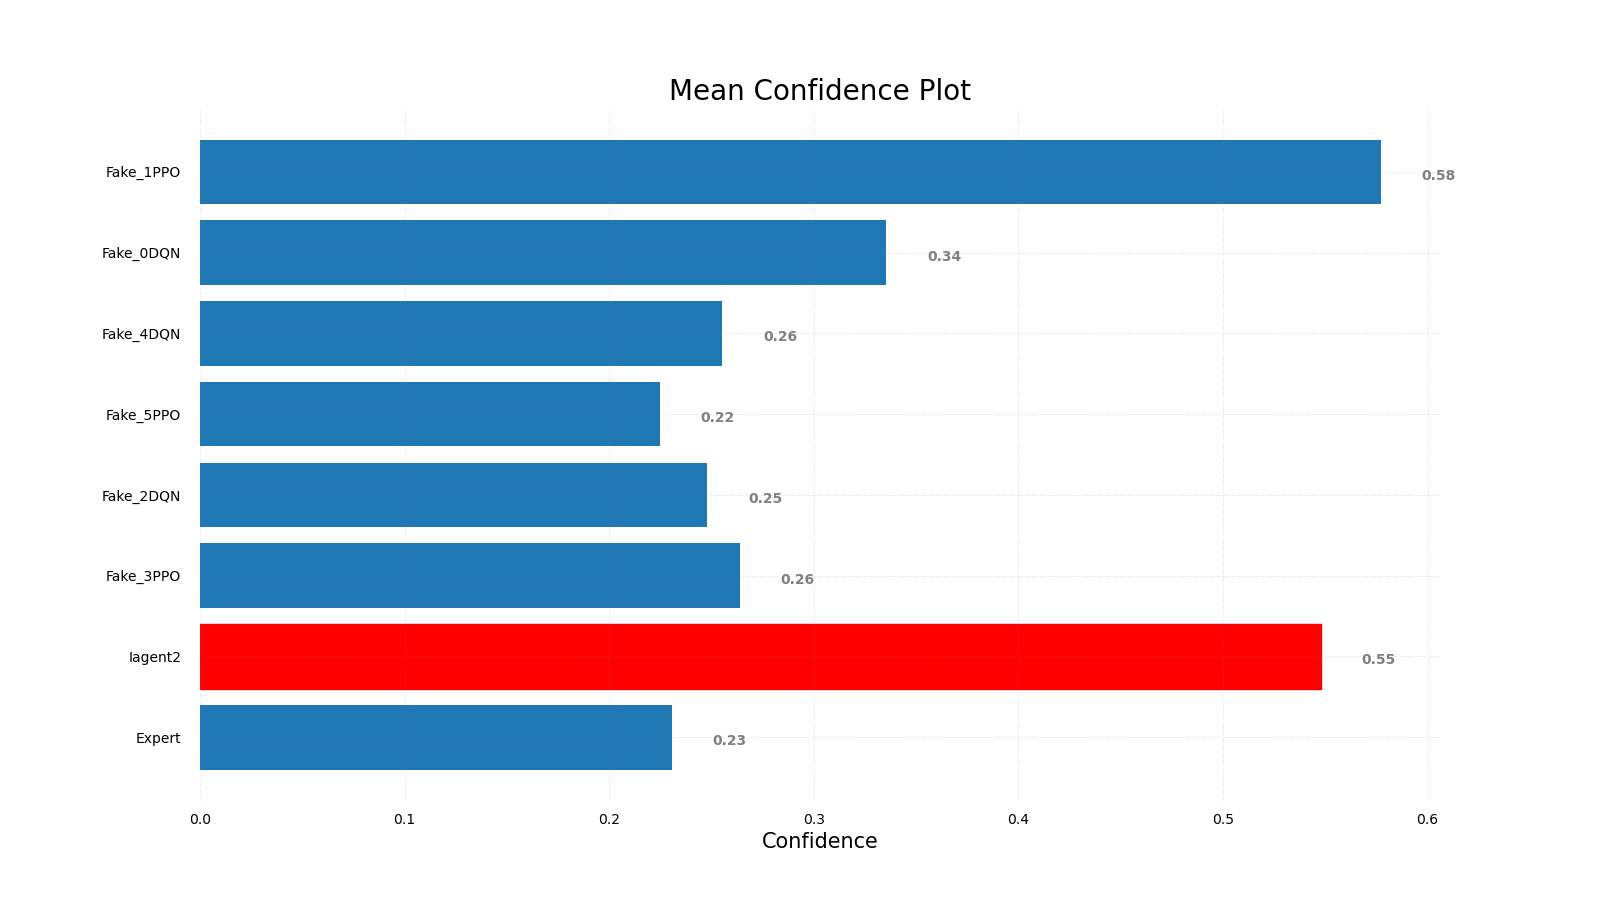 Mean Confidence Plot
Fake_1PPO 0.58
Fake_0DQN 0.34
Fake_4DQN 0.26
Fake_5PPO 0.22
Fake_2DQN 0.25
Fake_3PPO 0.26
Iagent2 0.55
Expert 0.23
0.0 0.1 0.2 0.3 0.4 0.5 0.6
Confidence